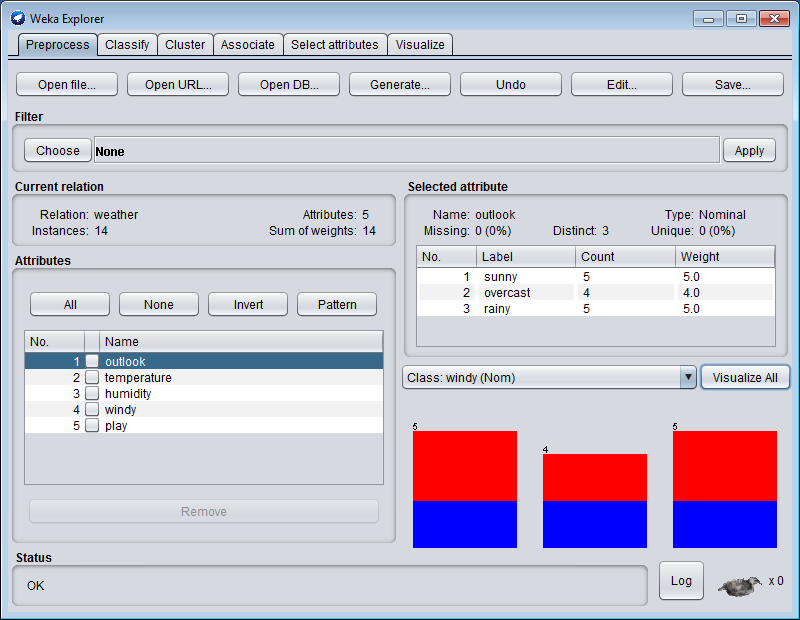 Weka Explorer
Preprocess Classify Cluster Associate Select attributes Visualize
Open file... Open URL... Open DB... Generate... Undo Edit... Save...
Filter
Choose None Apply
Current relation
Relation: weather Attributes: 5
Instances: 14 Sum of weights: 14
Attributes
All None Invert Pattern
No. Name
1 outlook
2 temperature
3 humidity
4 windy
5 play
Remove
Selected attribute
Name: outlook Type: Nominal
Missing: 0 (0%) Distinct: 3 Unique: 0 (0%)
No. Label Count Weight
1 sunny 5 5.0
2 overcast 4 4.0
3 rainy 5 5.0
Class: windy (Nom) Visualize All
5 4 5
Status
OK
Log x 0